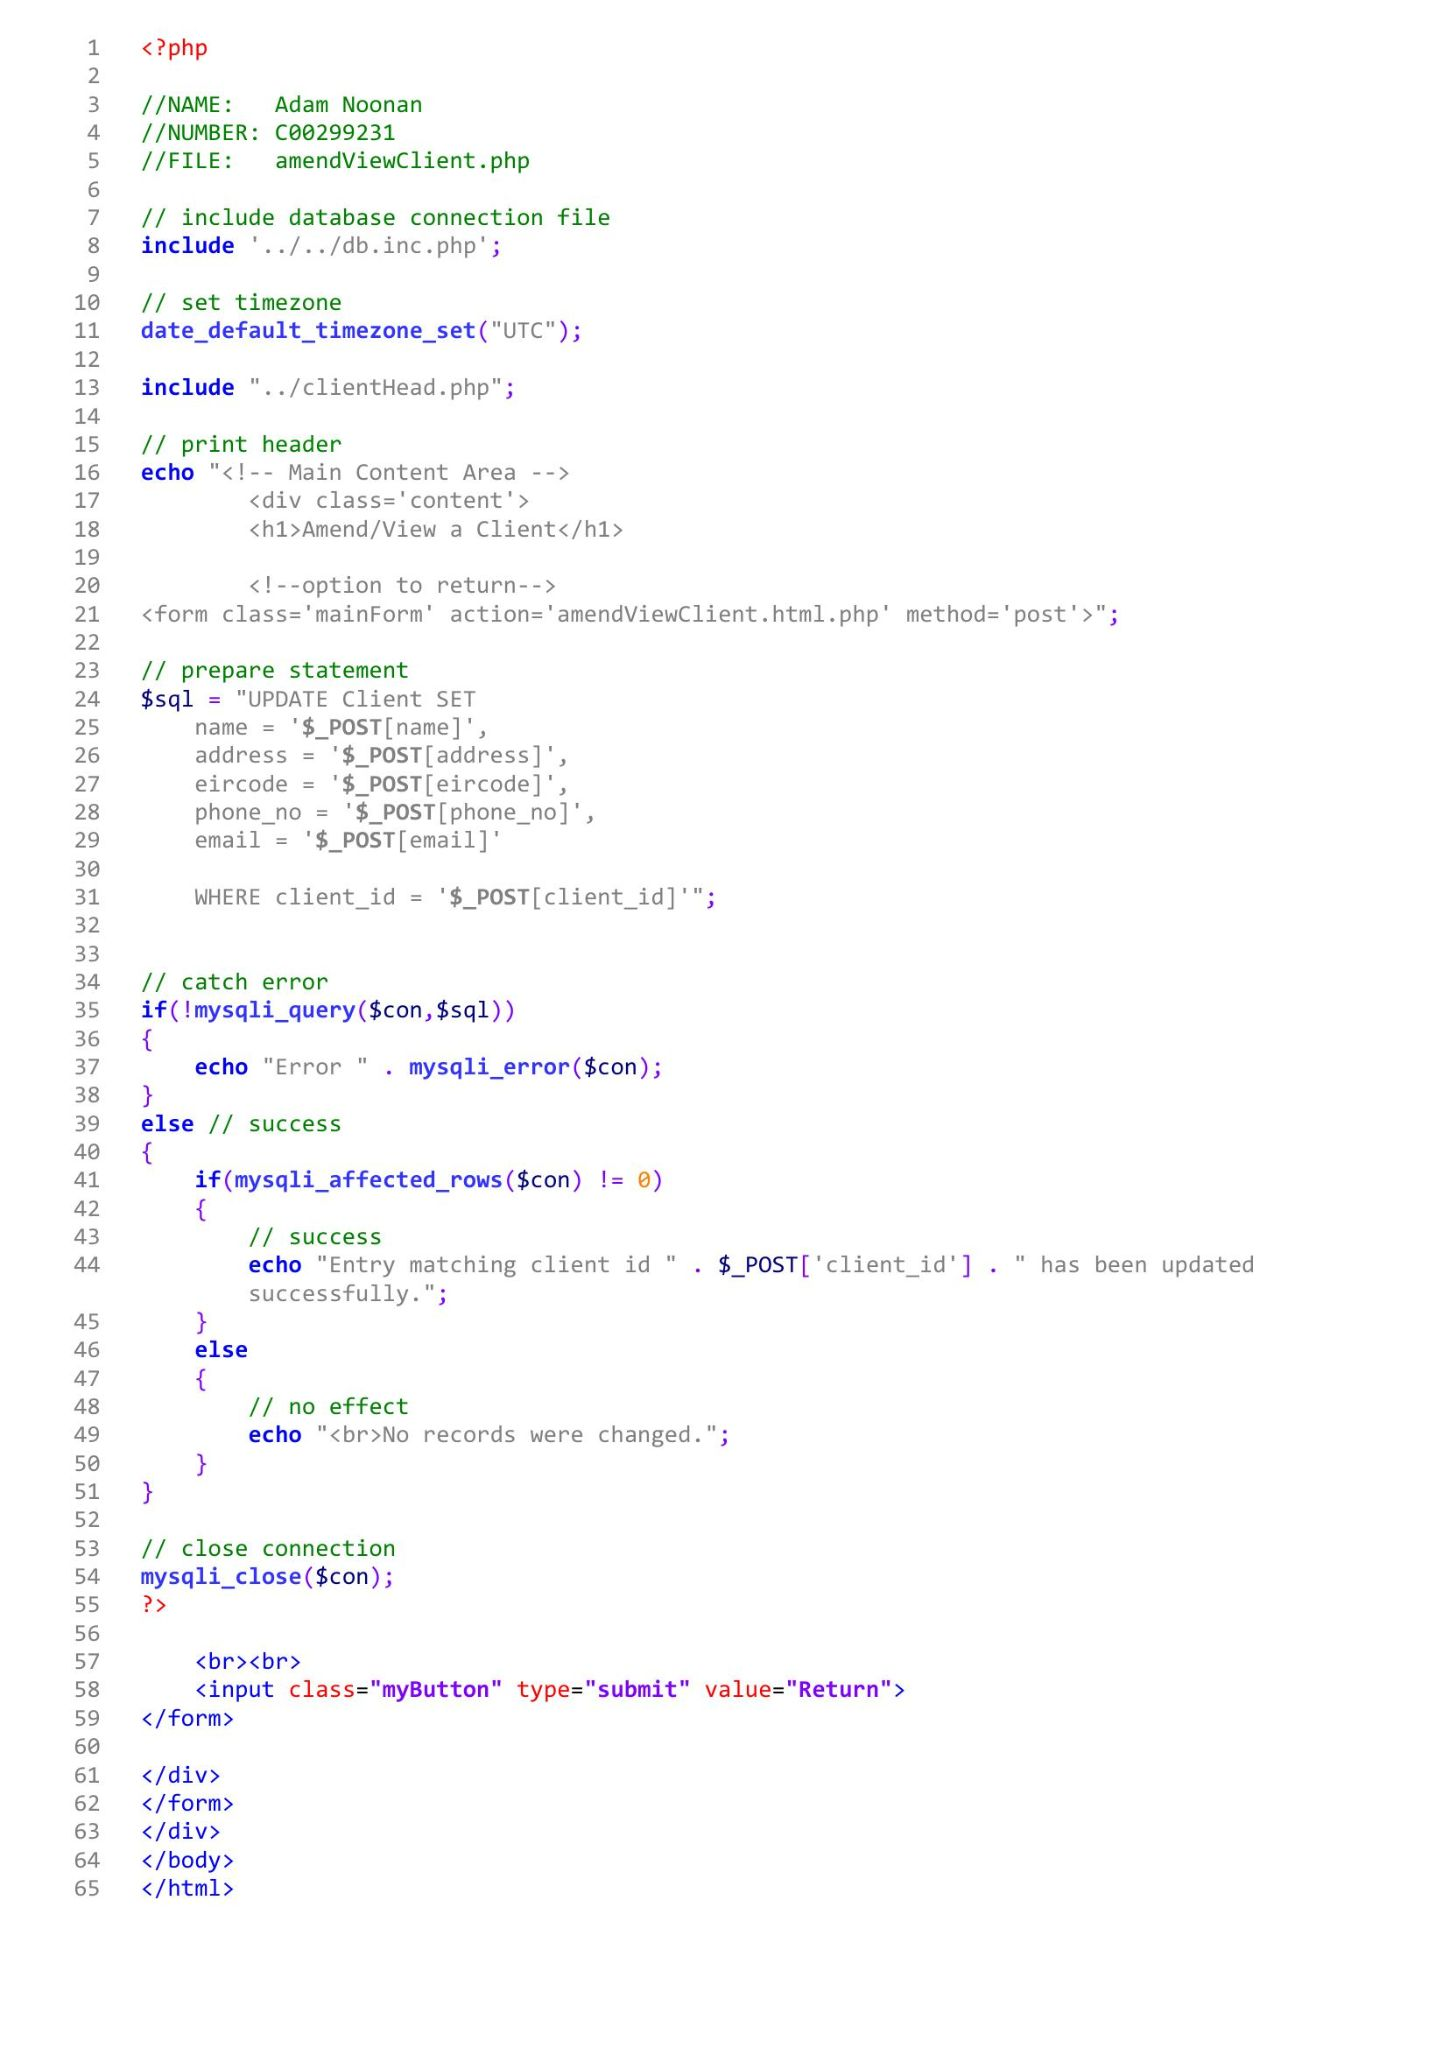 1 <?php
2
3 //NAME:   Adam Noonan
4 //NUMBER: C00299231
5 //FILE:   amendViewClient.php
6
7 // include database connection file
8 include '../../db.inc.php';
9
10 // set timezone
11 date_default_timezone_set("UTC");
12
13 include "../clientHead.php";
14
15 // print header
16 echo "<!-- Main Content Area -->
17         <div class='content'>
18         <h1>Amend/View a Client</h1>
19
20         <!--option to return-->
21 <form class='mainForm' action='amendViewClient.html.php' method='post'>";
22
23 // prepare statement
24 $sql = "UPDATE Client SET
25     name = '$_POST[name]',
26     address = '$_POST[address]',
27     eircode = '$_POST[eircode]',
28     phone_no = '$_POST[phone_no]',
29     email = '$_POST[email]'
30
31     WHERE client_id = '$_POST[client_id]'";
32
33
34 // catch error
35 if(!mysqli_query($con,$sql))
36 {
37     echo "Error " . mysqli_error($con);
38 }
39 else // success
40 {
41     if(mysqli_affected_rows($con) != 0)
42     {
43         // success
44         echo "Entry matching client id " . $_POST['client_id'] . " has been updated
        successfully.";
45     }
46     else
47     {
48         // no effect
49         echo "<br>No records were changed.";
50     }
51 }
52
53 // close connection
54 mysqli_close($con);
55 ?>
56
57     <br><br>
58     <input class="myButton" type="submit" value="Return">
59 </form>
60
61 </div>
62 </form>
63 </div>
64 </body>
65 </html>